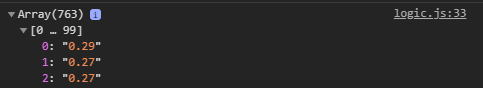 Array(763) i logic.js:33
[0 … 99]
0: "0.29"
1: "0.27"
2: "0.27"